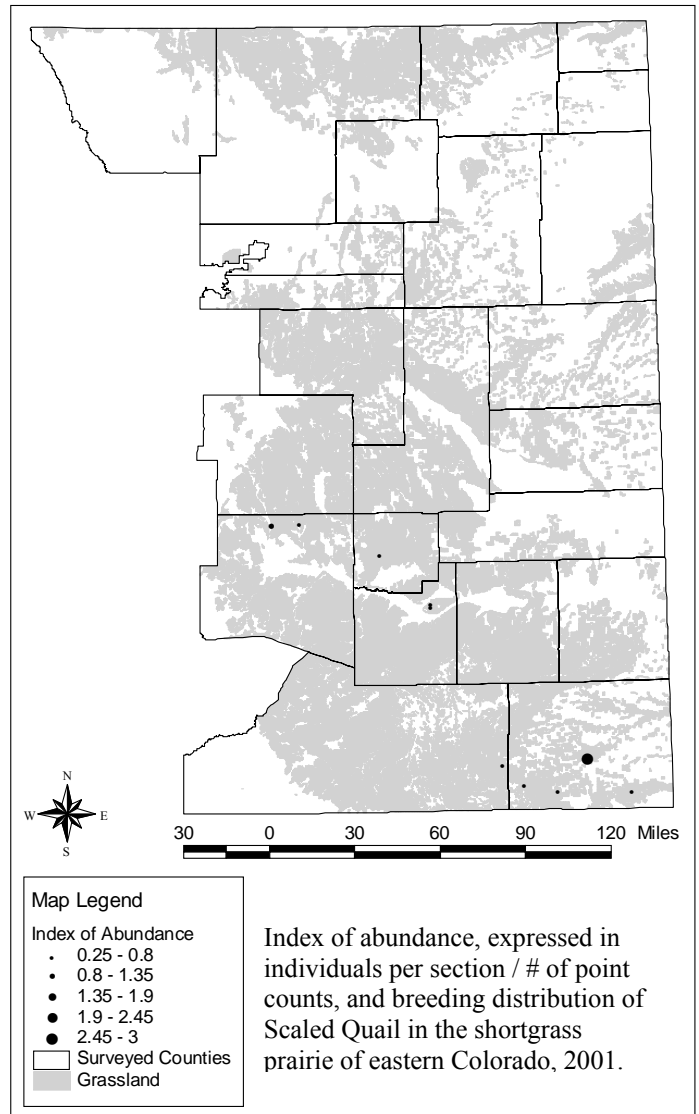 N
W E
S
30 0 30 60 90 120 Miles
Map Legend
Index of Abundance
0.25 - 0.8
0.8 - 1.35
1.35 - 1.9
1.9 - 2.45
2.45 - 3
Surveyed Counties
Grassland
Index of abundance, expressed in
individuals per section / # of point
counts, and breeding distribution of
Scaled Quail in the shortgrass
prairie of eastern Colorado, 2001.